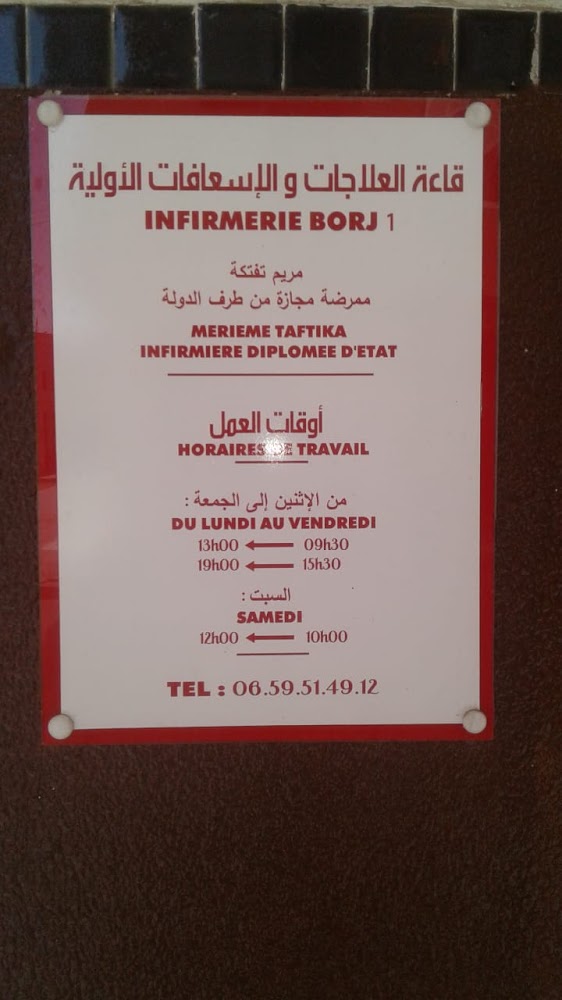 قاعة العلاجات و الإسعافات الأولية
INFIRMERIE BORJ 1
مريم تفتكة
ممرضة مجازة من طرف الدولة
MERIEME TAFTIKA
INFIRMIERE DIPLOMEE D'ETAT
أوقات العمل
HORAIRES DE TRAVAIL
من الإثنين إلى الجمعة :
DU LUNDI AU VENDREDI
13h00 ← 09h30
19h00 ← 15h30
السبت :
SAMEDI
12h00 ← 10h00
TEL : 06.59.51.49.12